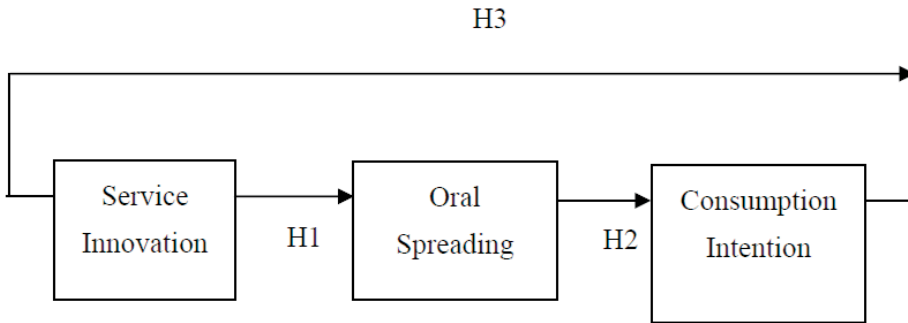 H3
Service
Innovation
H1
Oral
Spreading
H2
Consumption
Intention